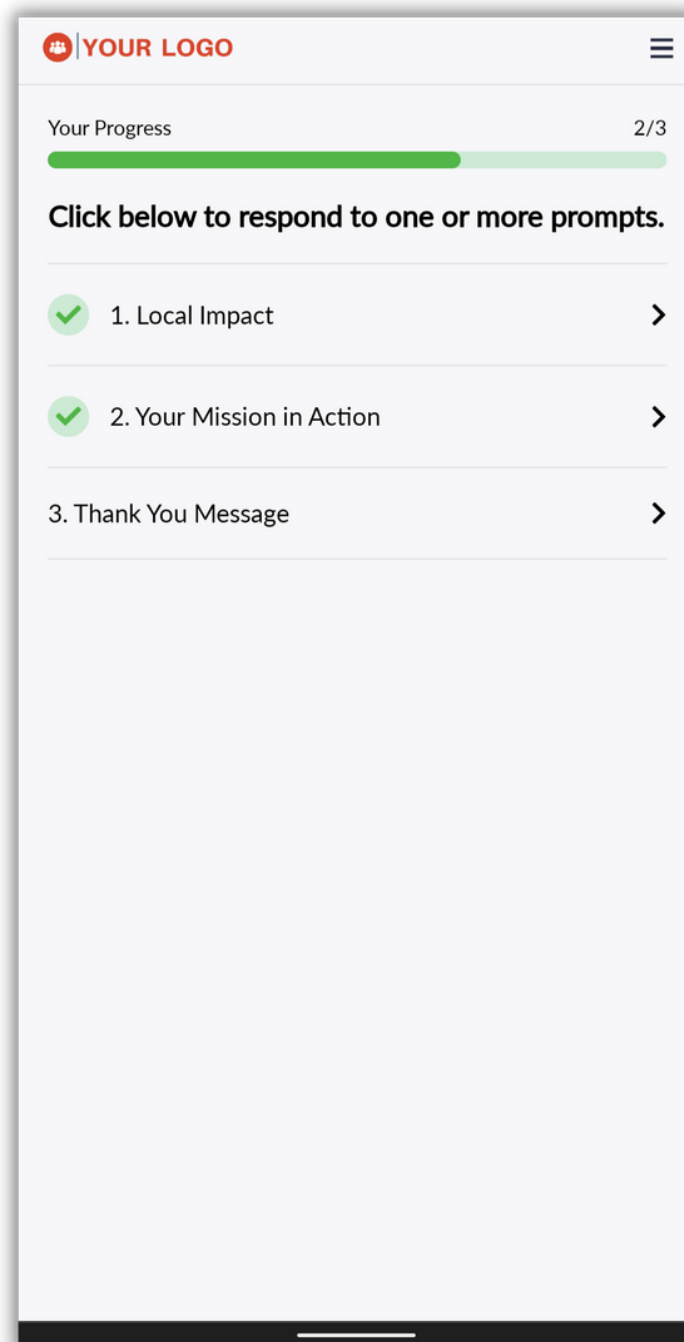 YOUR LOGO
Your Progress 2/3
Click below to respond to one or more prompts.
1. Local Impact
2. Your Mission in Action
3. Thank You Message